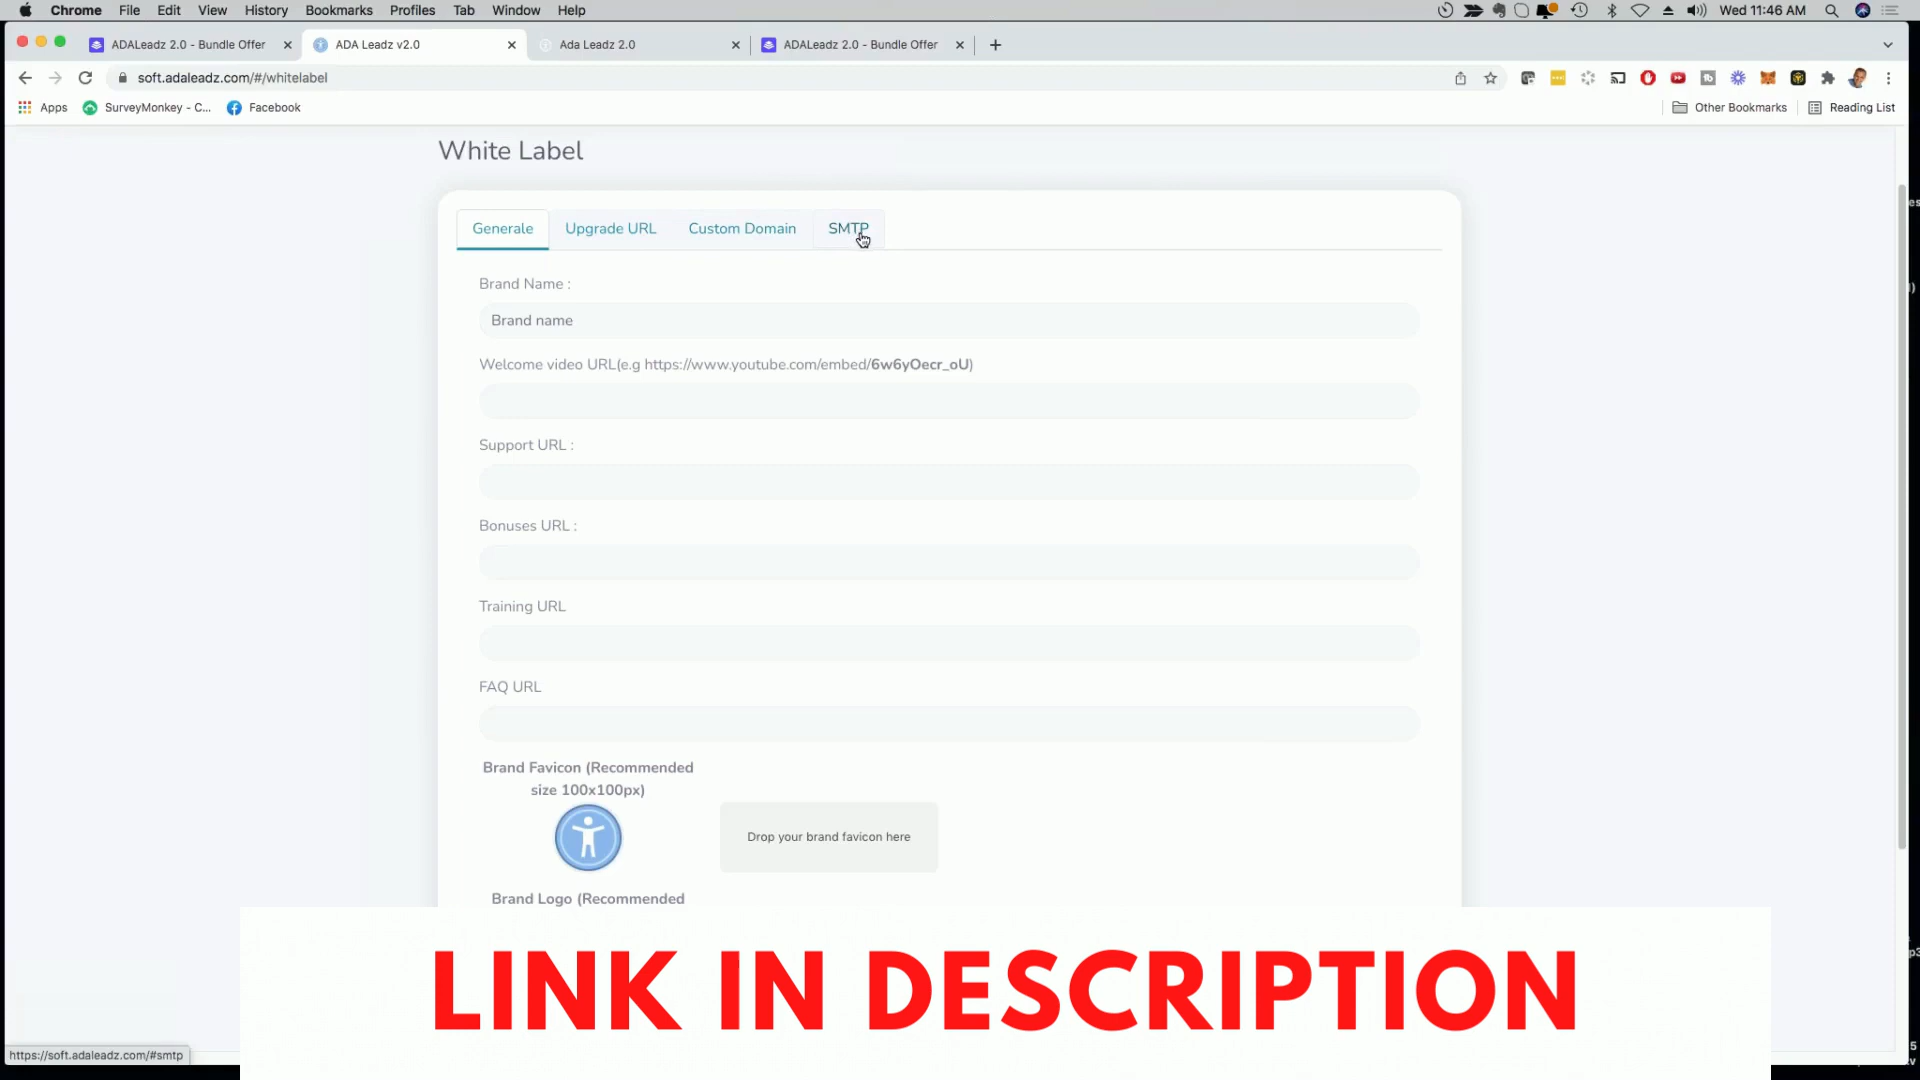 Chrome File Edit View History Bookmarks Profiles Tab Window Help Wed 11:46 AM
ADALeadz 2.0 - Bundle Offer ADA Leadz v2.0 Ada Leadz 2.0 ADALeadz 2.0 - Bundle Offer
soft.adaleadz.com/#/whitelabel
Apps SurveyMonkey - C... Facebook Other Bookmarks Reading List
White Label
Generale Upgrade URL Custom Domain SMTP
Brand Name :
Brand name
Welcome video URL(e.g https://www.youtube.com/embed/6w6yOecr_oU)
Support URL :
Bonuses URL :
Training URL
FAQ URL
Brand Favicon (Recommended
size 100x100px)
Drop your brand favicon here
Brand Logo (Recommended
LINK IN DESCRIPTION
https://soft.adaleadz.com/#smtp